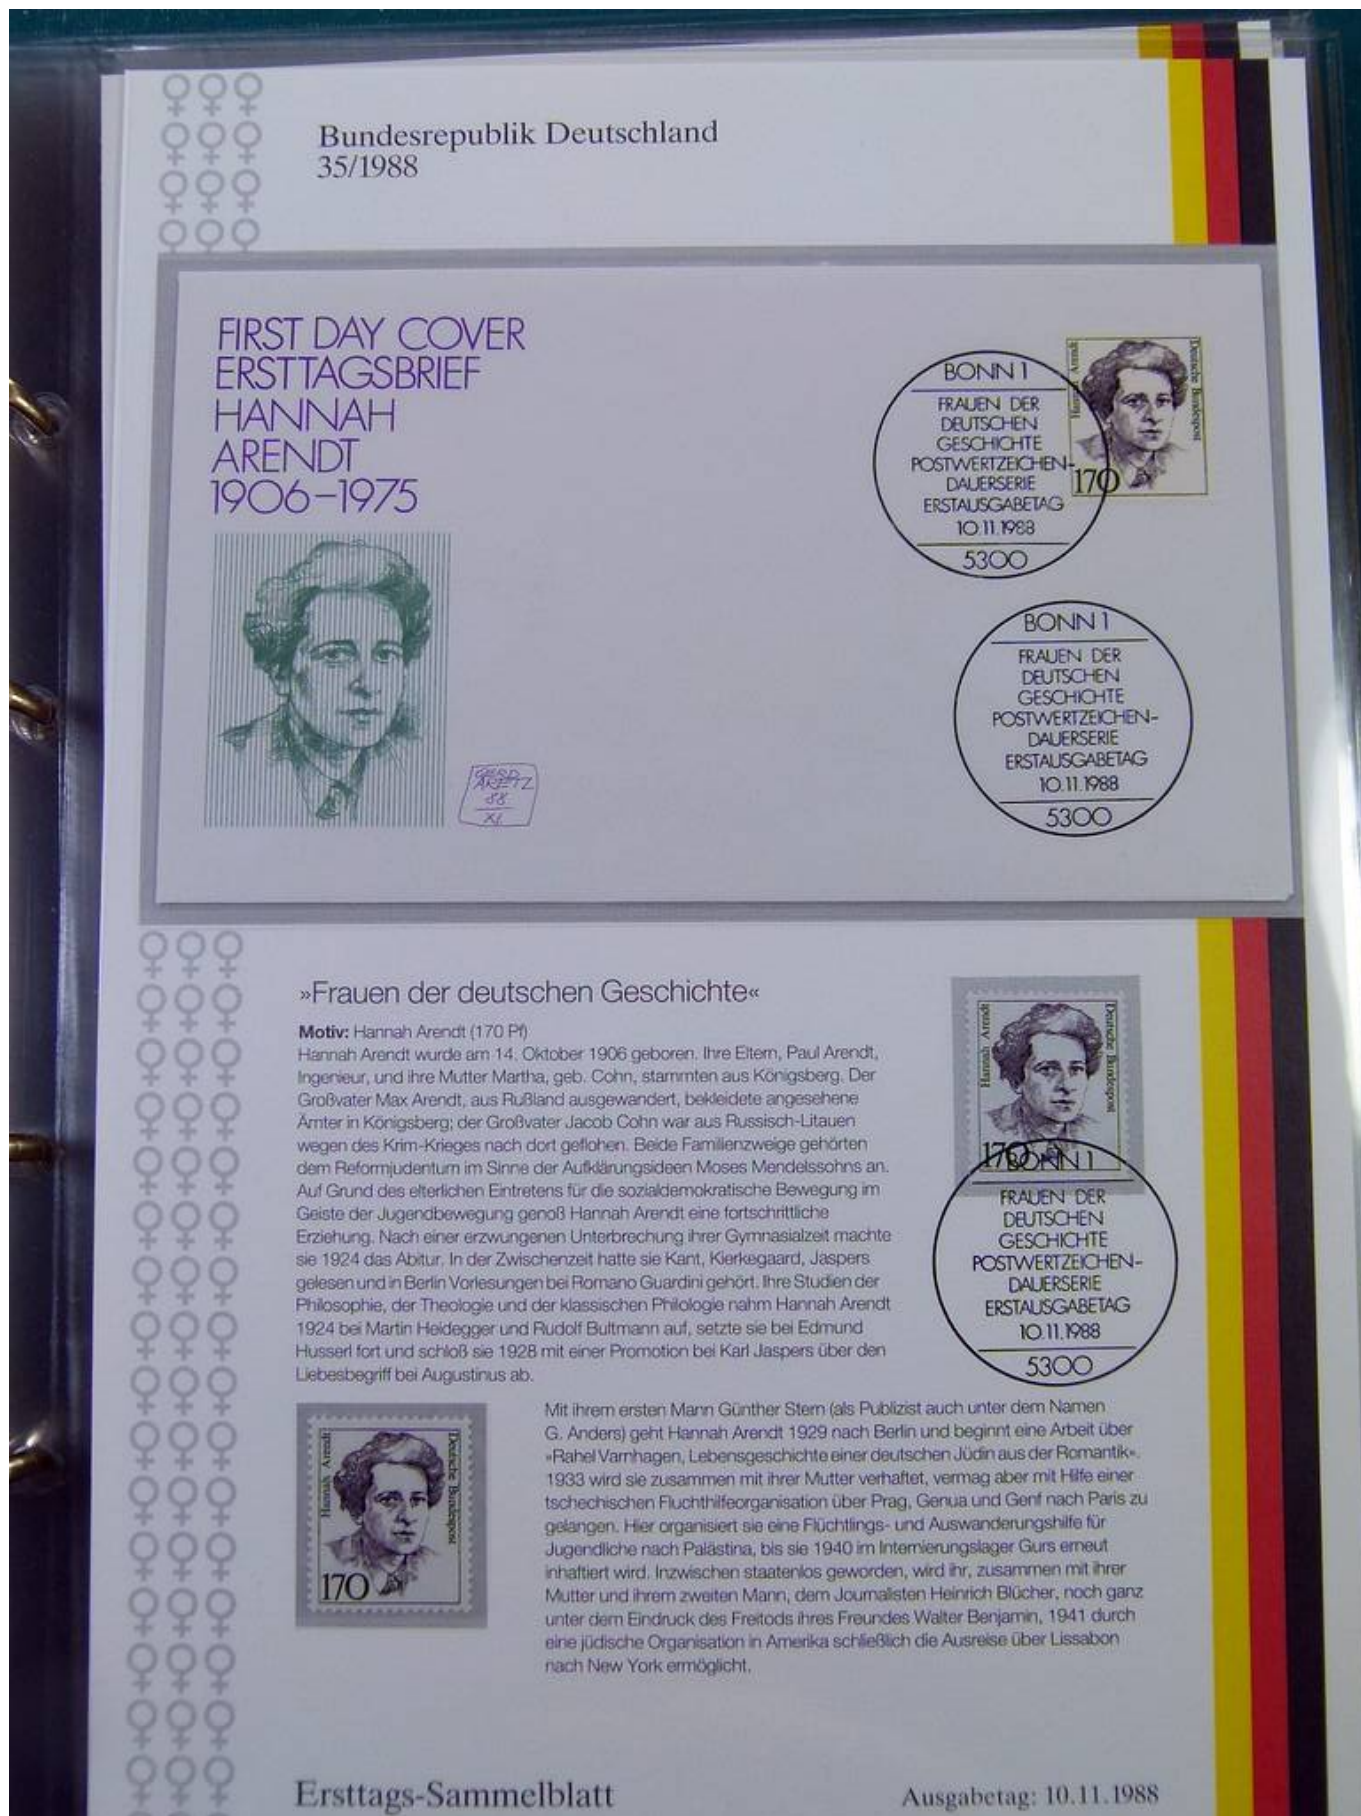 Bundesrepublik Deutschland
35/1988
FIRST DAY COVER
ERSTTAGSBRIEF
HANNAH
ARENDT
1906–1975
ARETZ
88
XI.
BONN 1
FRAUEN DER
DEUTSCHEN
GESCHICHTE
POSTWERTZEICHEN-
DAUERSERIE
ERSTAUSGABETAG
10.11.1988
5300
Hannah Arendt
Deutsche Bundespost
170
BONN 1
FRAUEN DER
DEUTSCHEN
GESCHICHTE
POSTWERTZEICHEN-
DAUERSERIE
ERSTAUSGABETAG
10.11.1988
5300
»Frauen der deutschen Geschichte«
Motiv: Hannah Arendt (170 Pf)
Hannah Arendt wurde am 14. Oktober 1906 geboren. Ihre Eltern, Paul Arendt,
Ingenieur, und ihre Mutter Martha, geb. Cohn, stammten aus Königsberg. Der
Großvater Max Arendt, aus Rußland ausgewandert, bekleidete angesehene
Ämter in Königsberg; der Großvater Jacob Cohn war aus Russisch-Litauen
wegen des Krim-Krieges nach dort geflohen. Beide Familienzweige gehörten
dem Reformjudentum im Sinne der Aufklärungsideen Moses Mendelssohns an.
Auf Grund des elterlichen Eintretens für die sozialdemokratische Bewegung im
Geiste der Jugendbewegung genoß Hannah Arendt eine fortschrittliche
Erziehung. Nach einer erzwungenen Unterbrechung ihrer Gymnasialzeit machte
sie 1924 das Abitur. In der Zwischenzeit hatte sie Kant, Kierkegaard, Jaspers
gelesen und in Berlin Vorlesungen bei Romano Guardini gehört. Ihre Studien der
Philosophie, der Theologie und der klassischen Philologie nahm Hannah Arendt
1924 bei Martin Heidegger und Rudolf Bultmann auf, setzte sie bei Edmund
Husserl fort und schloß sie 1928 mit einer Promotion bei Karl Jaspers über den
Liebesbegriff bei Augustinus ab.
Hannah Arendt
Deutsche Bundespost
170
BONN 1
FRAUEN DER
DEUTSCHEN
GESCHICHTE
POSTWERTZEICHEN-
DAUERSERIE
ERSTAUSGABETAG
10.11.1988
5300
Hannah Arendt
Deutsche Bundespost
170
Mit ihrem ersten Mann Günther Stern (als Publizist auch unter dem Namen
G. Anders) geht Hannah Arendt 1929 nach Berlin und beginnt eine Arbeit über
»Rahel Varnhagen, Lebensgeschichte einer deutschen Jüdin aus der Romantik«.
1933 wird sie zusammen mit ihrer Mutter verhaftet, vermag aber mit Hilfe einer
tschechischen Fluchthilfeorganisation über Prag, Genua und Genf nach Paris zu
gelangen. Hier organisiert sie eine Flüchtlings- und Auswanderungshilfe für
Jugendliche nach Palästina, bis sie 1940 im Internierungslager Gurs erneut
inhaftiert wird. Inzwischen staatenlos geworden, wird ihr, zusammen mit ihrer
Mutter und ihrem zweiten Mann, dem Journalisten Heinrich Blücher, noch ganz
unter dem Eindruck des Freitods ihres Freundes Walter Benjamin, 1941 durch
eine jüdische Organisation in Amerika schließlich die Ausreise über Lissabon
nach New York ermöglicht.
Ersttags-Sammelblatt
Ausgabetag: 10.11.1988